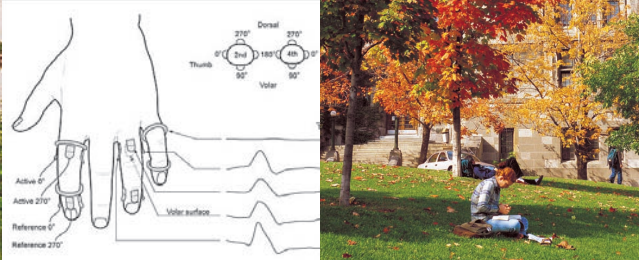 Dorsal
270°
270°
0°
2nd
180°
4th
0°
Thumb
90°
90°
Volar
Active 0°
Active 270°
Reference 0°
Reference 270°
Volar surface